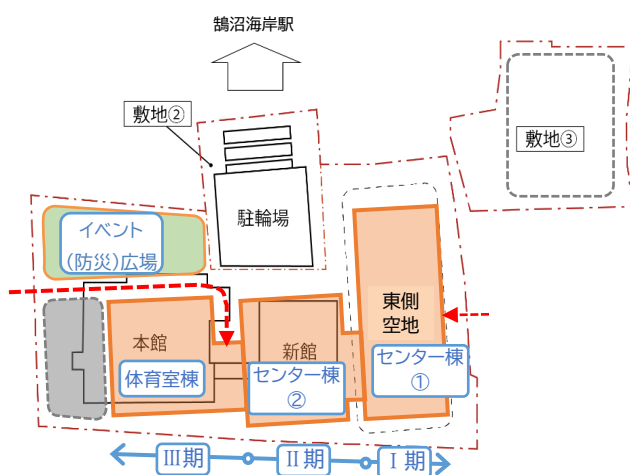 鵠沼海岸駅
敷地②
敷地③
駐輪場
イベント
（防災）広場
東側
空地
本館
新館
体育室棟
センター棟
②
センター棟
①
Ⅲ期
Ⅱ期
Ⅰ期